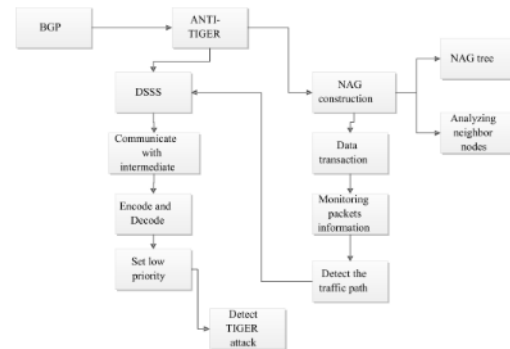 BGP
ANTI-
TIGER
DSSS
Communicate
with
intermediate
Encode and
Decode
Set low
priority
Detect
TIGER
attack
NAG
construction
Data
transaction
Monitoring
packets
information
Detect the
traffic path
NAG tree
Analyzing
neighbor
nodes